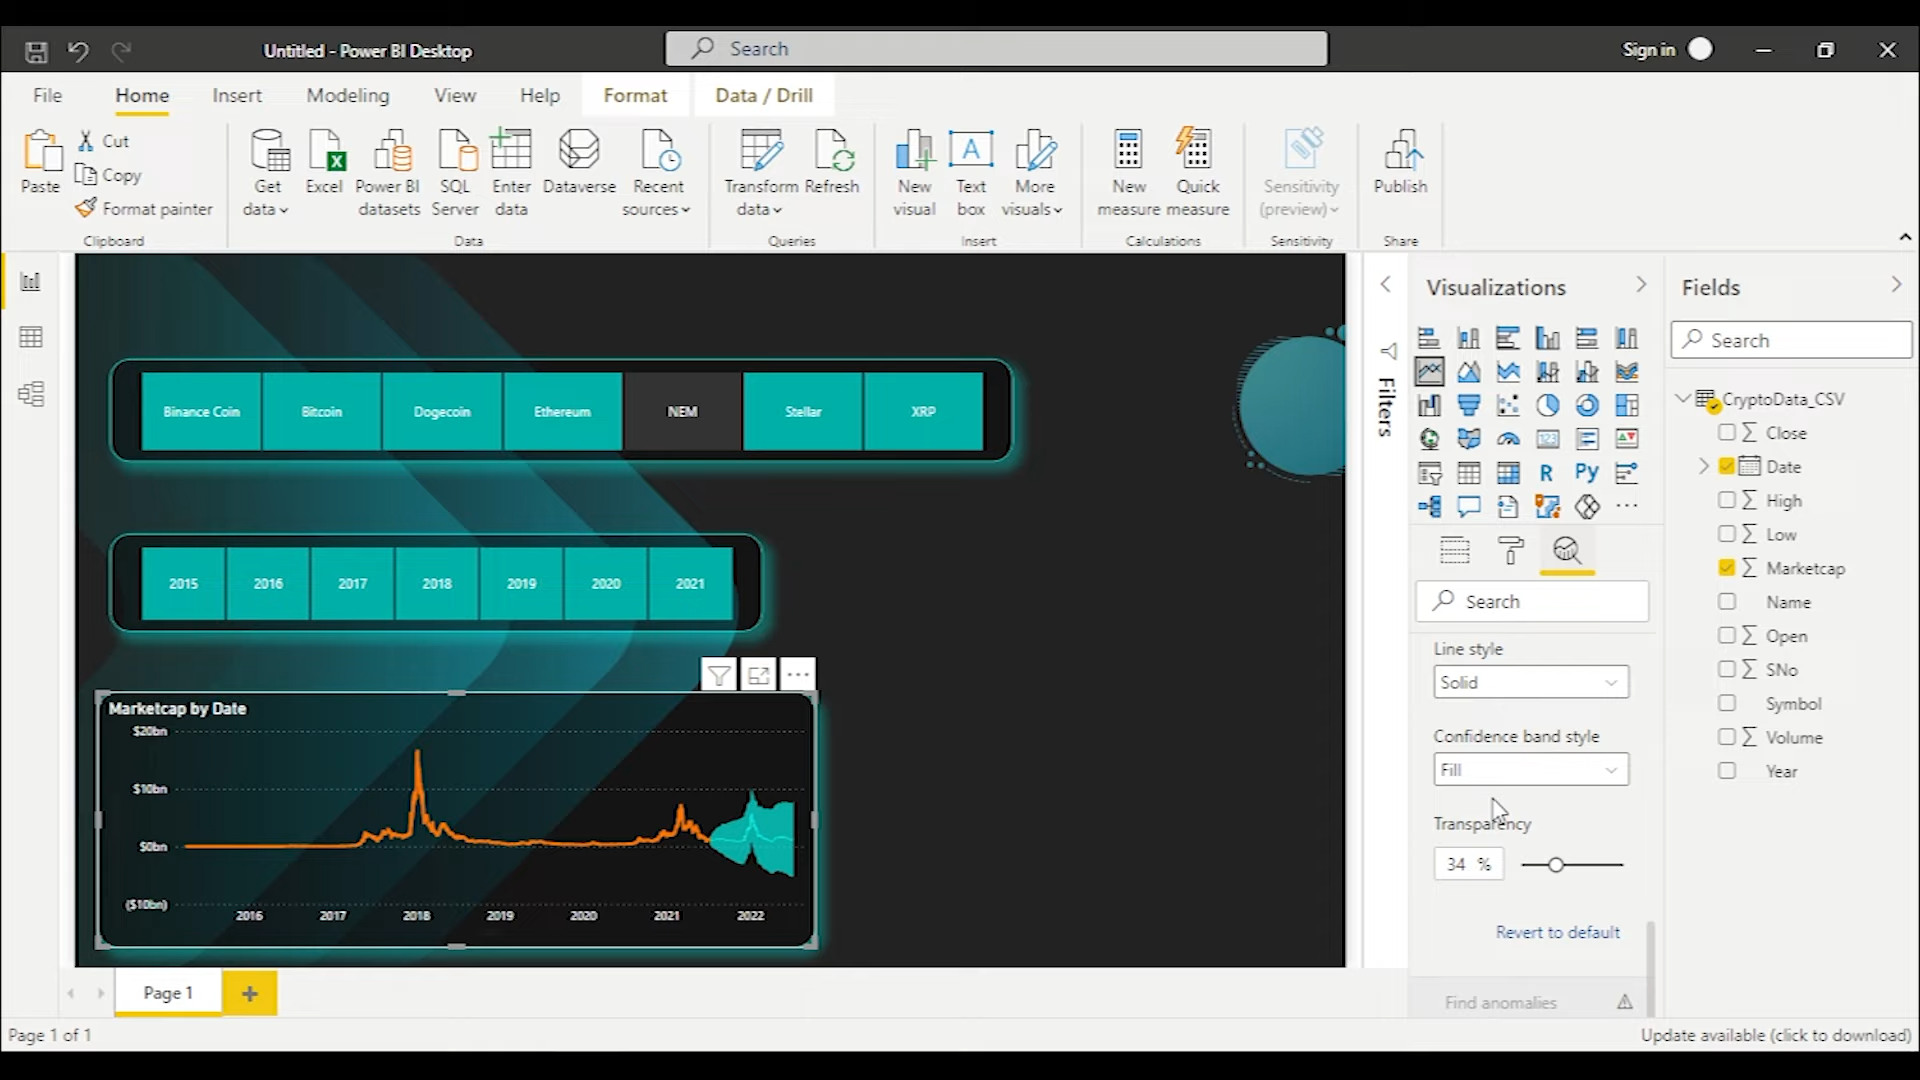 Untitled - Power BI Desktop
Search
Sign in
File
Home
Insert
Modeling
View
Help
Format
Data / Drill
Paste
Cut
Copy
Format painter
Clipboard
Get data
Excel
Power BI datasets
SQL Server
Enter data
Dataverse
Recent sources
Data
Transform data
Refresh
Queries
New visual
A
Text box
More visuals
Insert
New measure
Quick measure
Calculations
Sensitivity (preview)
Sensitivity
Publish
Share
Binance Coin
Bitcoin
Dogecoin
Ethereum
NEM
Stellar
XRP
2015
2016
2017
2018
2019
2020
2021
Marketcap by Date
$20bn
$10bn
$0bn
($10bn)
2016
2017
2018
2019
2020
2021
2022
Filters
Visualizations
123
R
Py
Search
Line style
Solid
Confidence band style
Fill
Transparency
34 %
Revert to default
Find anomalies
Fields
Search
CryptoData_CSV
Close
Date
High
Low
Marketcap
Name
Open
SNo
Symbol
Volume
Year
Page 1
Page 1 of 1
Update available (click to download)